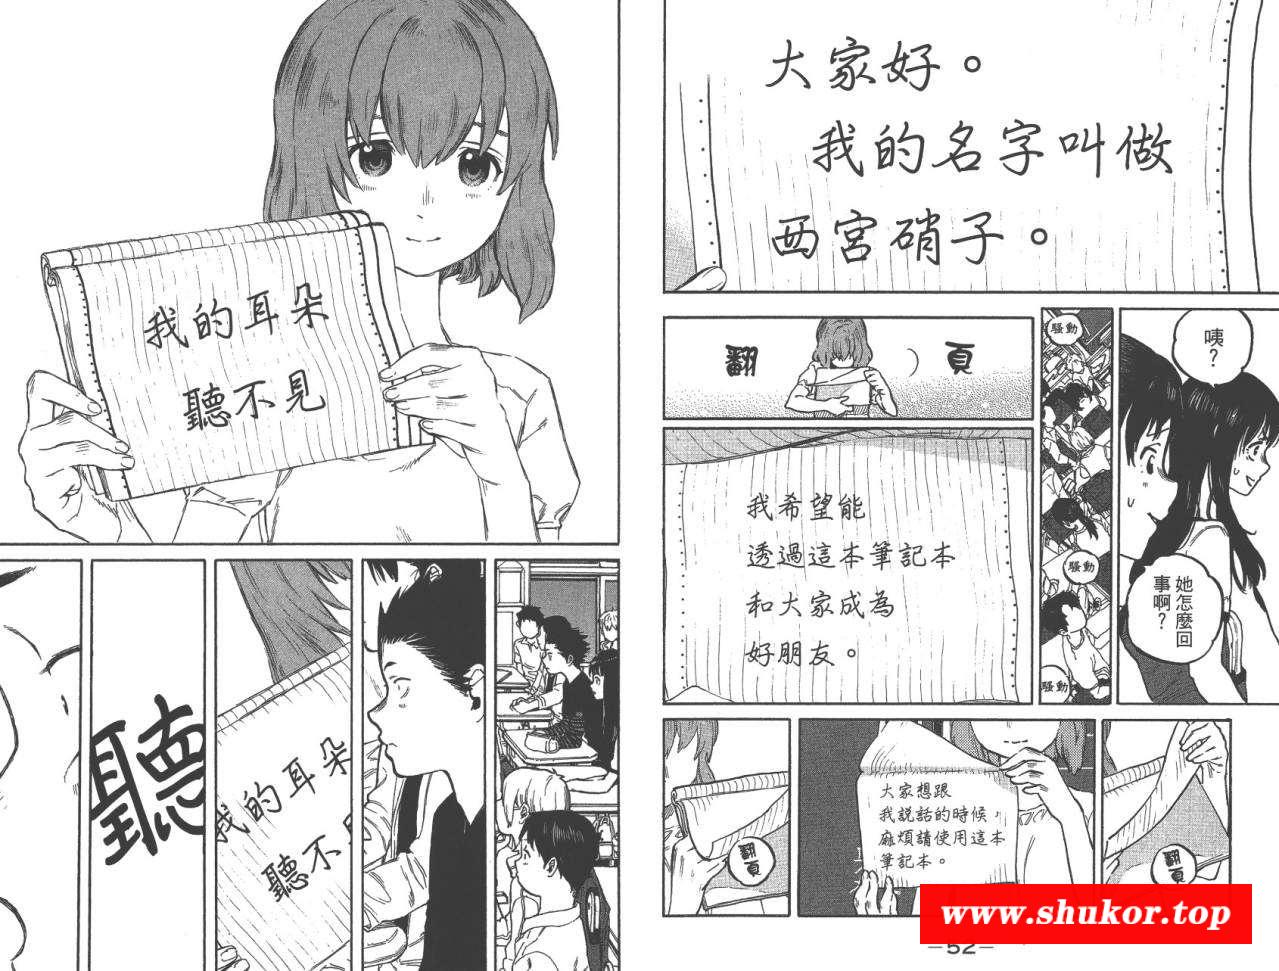 大家好。
我的名字叫做
西宮硝子。
咦？
她怎麼回
事啊？
騷動
騷動
騷動
翻頁
我希望能
透過這本筆記本
和大家成為
好朋友。
翻頁
大家想跟
我説話的時候，
麻煩請使用這本
筆記本。
翻頁
-52-
www.shukor.top
我的耳朵
聽不見
我的耳朵
聽不見
聽